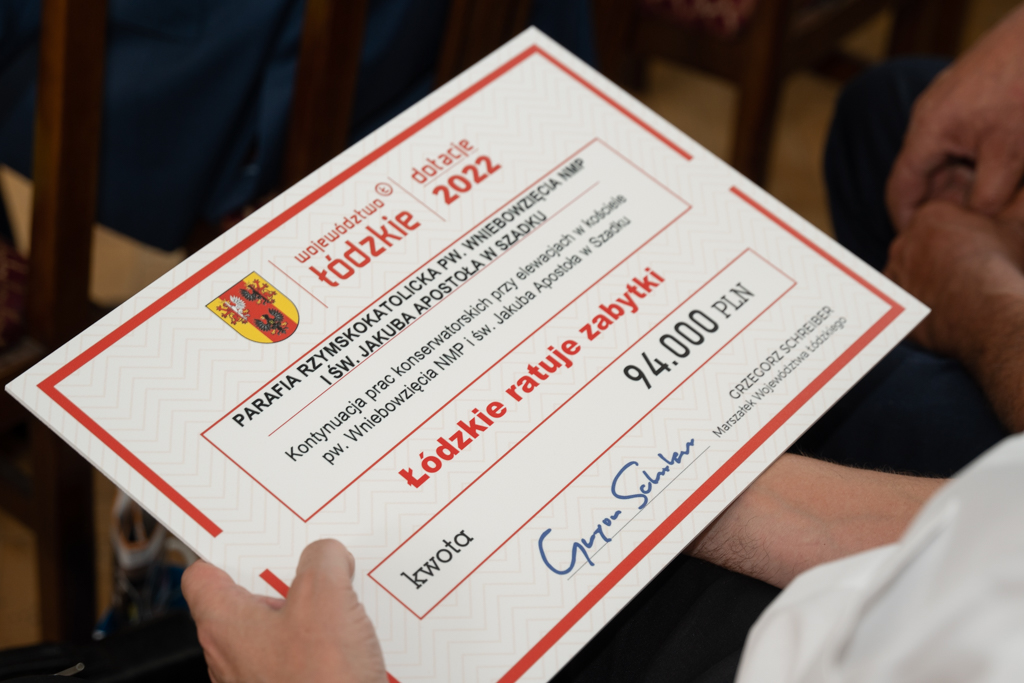 województwo
łódzkie
dotacje
2022
PARAFIA RZYMSKOKATOLICKA PW. WNIEBOWZIĘCIA NMP
I ŚW. JAKUBA APOSTOŁA W SZADKU
Kontynuacja prac konserwatorskich przy elewacjach w kościele
pw. Wniebowzięcia NMP i św. Jakuba Apostoła w Szadku
Łódzkie ratuje zabytki
kwota 94.000 PLN
GRZEGORZ SCHREIBER
Marszałek Województwa Łódzkiego